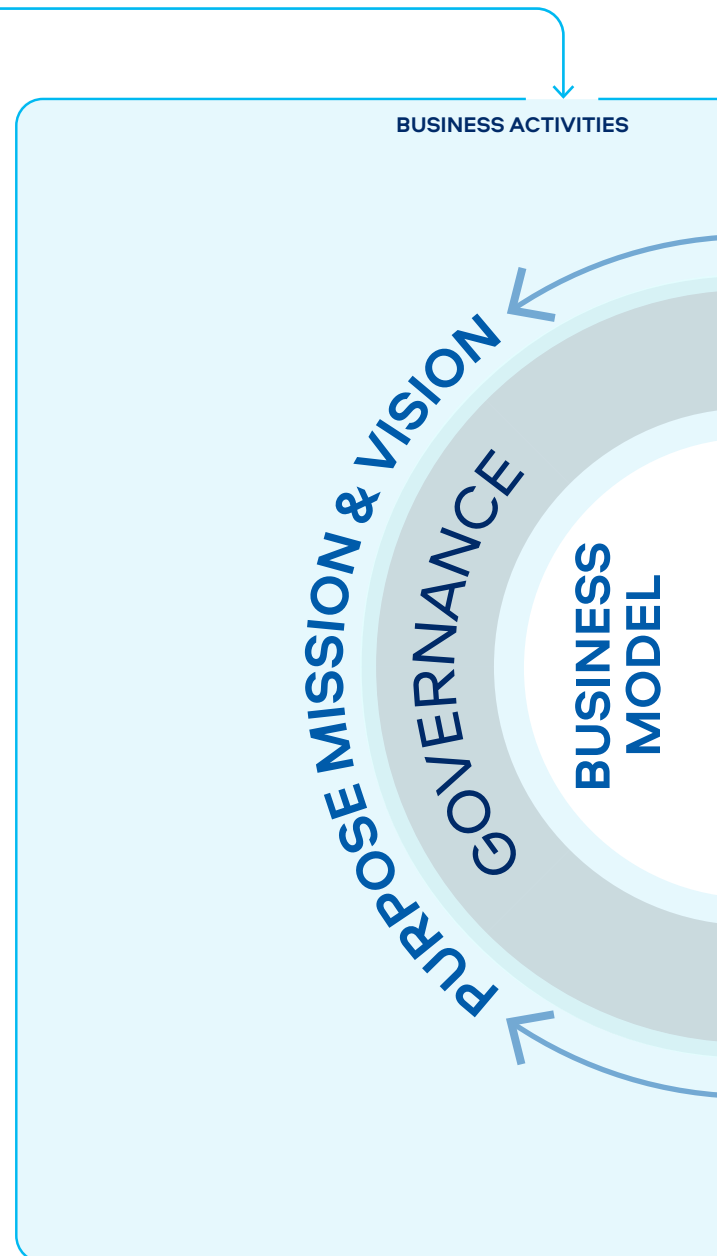 BUSINESS ACTIVITIES
PURPOSE MISSION & VISION
GOVERNANCE
BUSINESS
MODEL